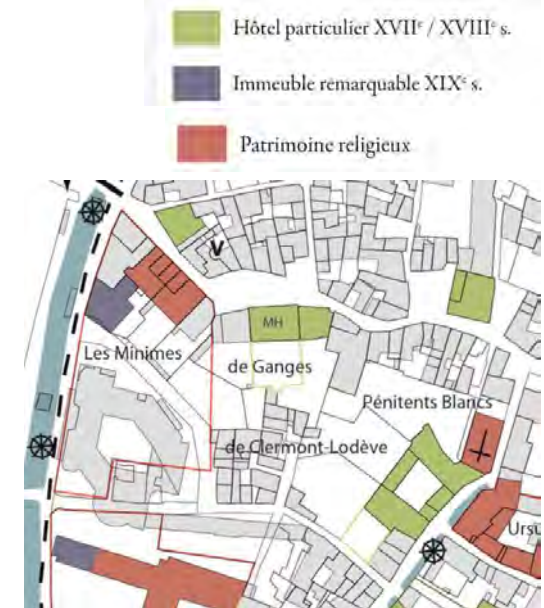 Hôtel particulier XVIIᵉ / XVIIIᵉ s.
Immeuble remarquable XIXᵉ s.
Patrimoine religieux
V
MH
Les Minimes
de Ganges
Pénitents Blancs
de Clermont-Lodève
Ursu